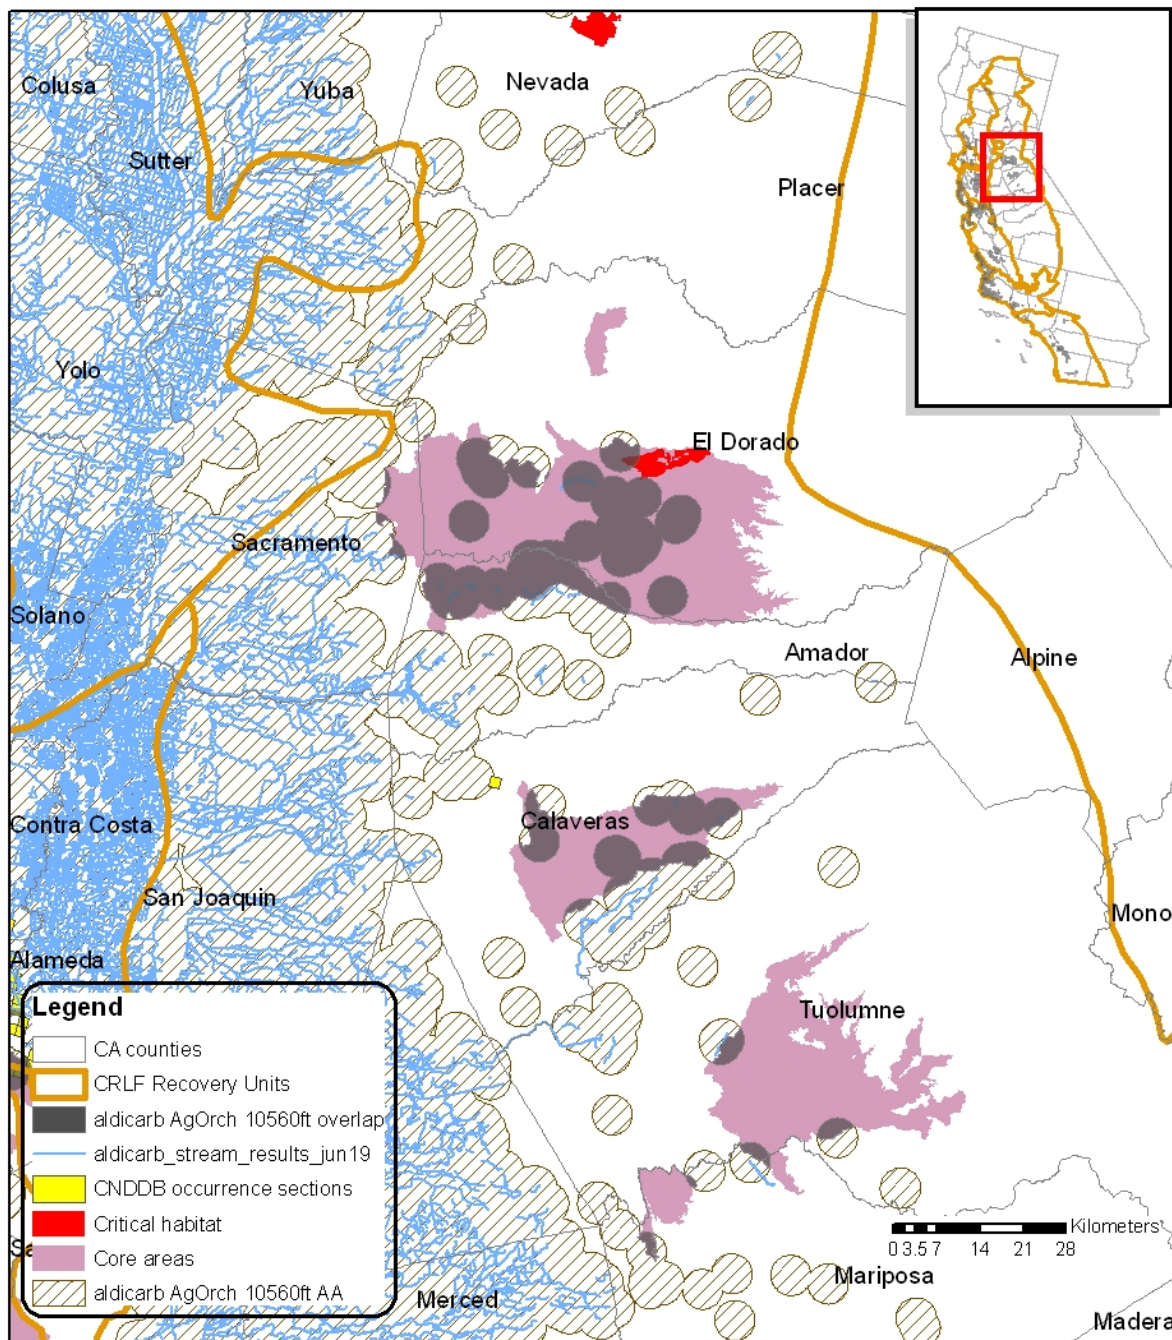 Colusa
Yuba
Nevada
Sutter
Placer
Yolo
El Dorado
Sacramento
Solano
Amador
Alpine
Contra Costa
Calaveras
San Joaquin
Mono
Alameda
Tuolumne
Legend
CA counties
CRLF Recovery Units
aldicarb AgOrch 10560ft overlap
aldicarb_stream_results_jun19
CNDDB occurrence sections
Critical habitat
Core areas
aldicarb AgOrch 10560ft AA
Kilometers
0 3.5 7 14 21 28
Mariposa
Merced
Madera